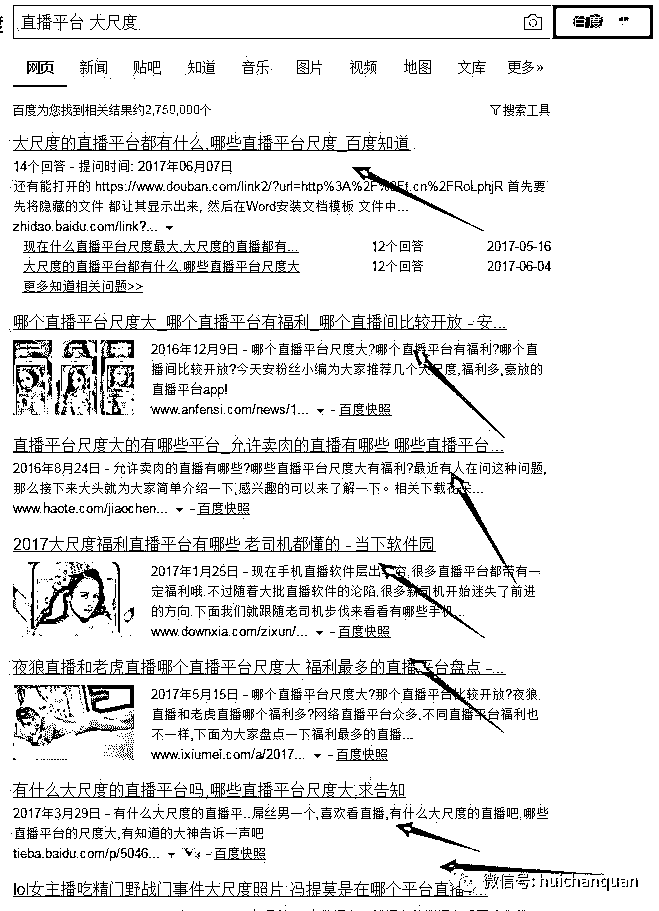 直播平台 大尺度
百度
网页 新闻 贴吧 知道 音乐 图片 视频 地图 文库 更多»
百度为您找到相关结果约2,750,000个 搜索工具
大尺度的直播平台都有什么,哪些直播平台尺度_百度知道
14个回答 - 提问时间: 2017年06月07日
还有能打开的 https://www.douban.com/link2/?url=http%3A%2F%2Ft.cn%2FRoLphjR 首先要
先将隐藏的文件 都让其显示出来, 然后在Word安装文档模板 文件中...
zhidao.baidu.com/link?...
现在什么直播平台尺度最大,大尺度的直播都有... 12个回答 2017-05-16
大尺度的直播平台都有什么,哪些直播平台尺度大 12个回答 2017-06-04
更多知道相关问题>>
哪个直播平台尺度大_哪个直播平台有福利_哪个直播间比较开放 - 安...
2016年12月9日 - 哪个直播平台尺度大?哪个直播平台有福利?哪个直
播间比较开放?今天安粉丝小编为大家推荐几个大尺度,福利多,豪放的
直播平台app!
www.anfensi.com/news/1... - 百度快照
直播平台尺度大的有哪些平台_允许卖肉的直播有哪些 哪些直播平台...
2016年8月24日 - 允许卖肉的直播有哪些?哪些直播平台尺度大有福利?最近有人在问这种问题,
那么接下来大头就为大家简单介绍一下,感兴趣的可以来了解一下。 相关下载花朵...
www.haote.com/jiaochen... - 百度快照
2017大尺度福利直播平台有哪些 老司机都懂的 - 当下软件园
2017年1月25日 - 现在手机直播软件层出不穷,很多直播平台都带有一
定福利哦.不过随着大批直播软件的沦陷,很多新司机开始迷失了前进
的方向.下面我们就跟随老司机步伐来看看有哪些手机...
www.downxia.com/zixun/... - 百度快照
夜狼直播和老虎直播哪个直播平台尺度大 福利最多的直播平台盘点 -...
2017年5月15日 - 哪个直播平台尺度大?那个直播平台比较开放?夜狼
直播和老虎直播哪个福利多?网络直播平台众多,不同直播平台福利也
不一样,下面为大家盘点一下福利最多的直播...
www.ixiumei.com/a/2017... - 百度快照
有什么大尺度的直播平台吗,哪些直播平台尺度大,求告知
2017年3月29日 - 有什么大尺度的直播平..屌丝男一个,喜欢看直播,有什么大尺度的直播吧,哪些
直播平台的尺度大,有知道的大神告诉一声吧
tieba.baidu.com/p/5046... - 百度快照
微信号: huichanquan
lol女主播吃精门野战门事件大尺度照片 冯提莫是在哪个平台直播